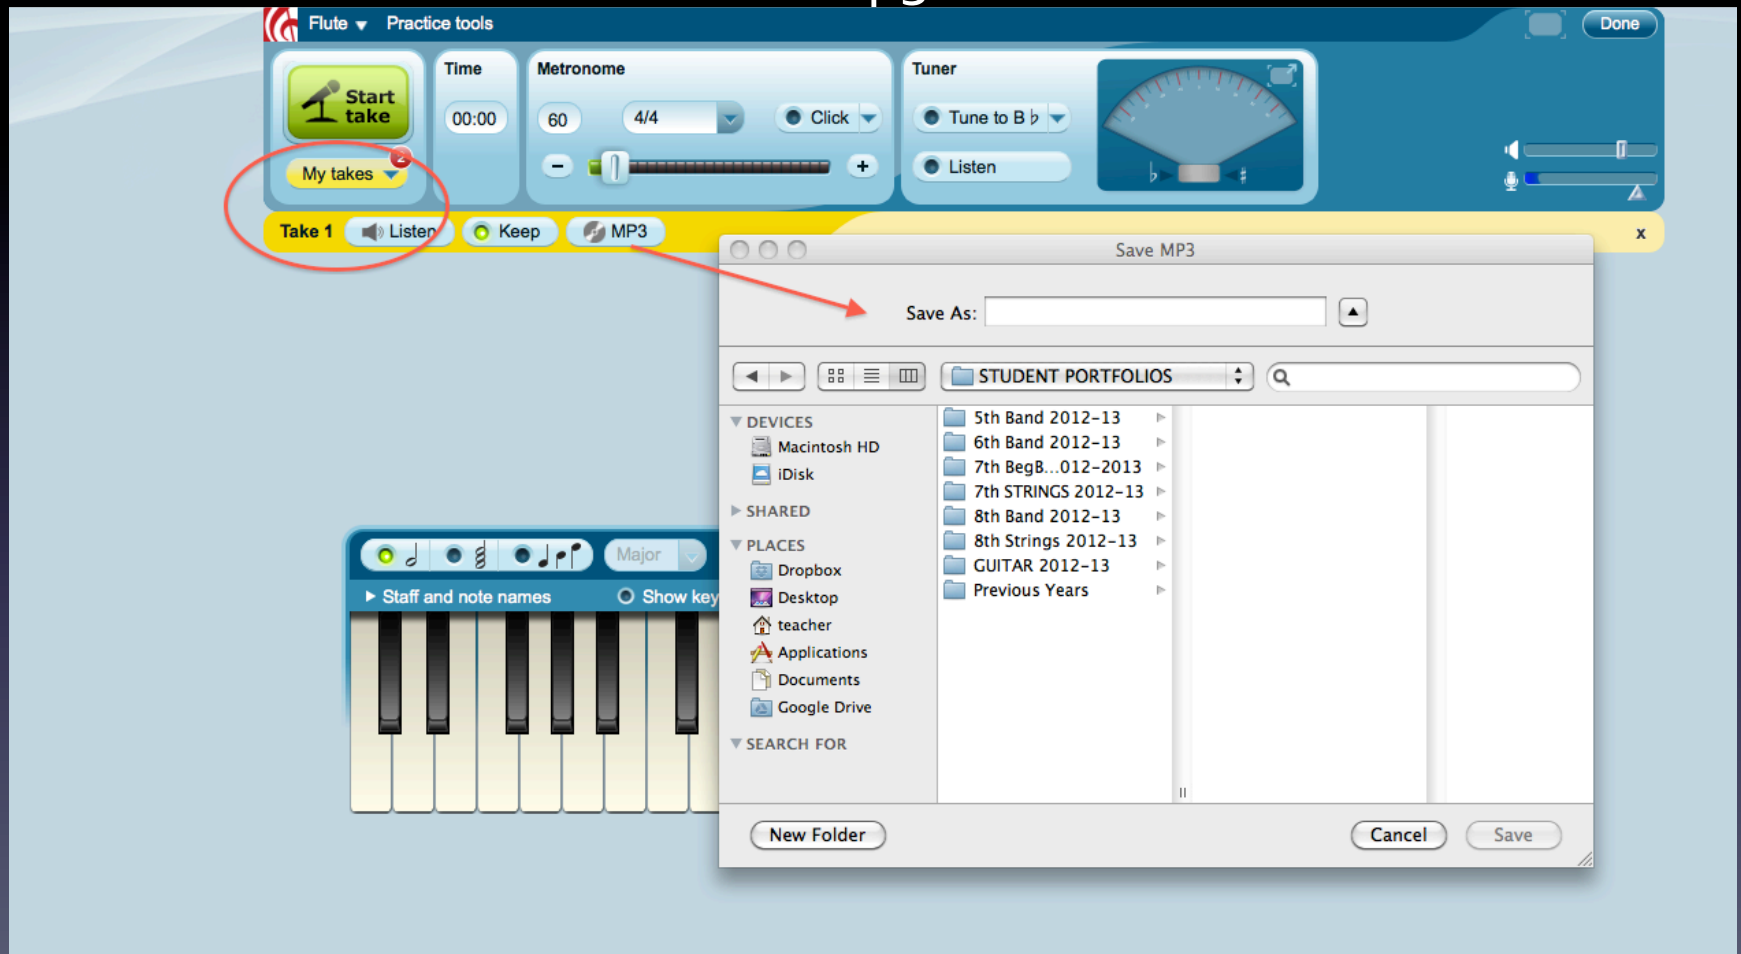 Flute Practice tools Done
Start take
Time
00:00
My takes 2
Metronome
60 4/4 Click
- +
Tuner
Tune to B ♭
Listen
♭ ♯
Take 1 Listen Keep MP3 x
Save MP3
Save As:
STUDENT PORTFOLIOS
DEVICES
Macintosh HD
iDisk
SHARED
PLACES
Dropbox
Desktop
teacher
Applications
Documents
Google Drive
SEARCH FOR
5th Band 2012-13
6th Band 2012-13
7th BegB...012-2013
7th STRINGS 2012-13
8th Band 2012-13
8th Strings 2012-13
GUITAR 2012-13
Previous Years
New Folder Cancel Save
Major
Staff and note names Show key